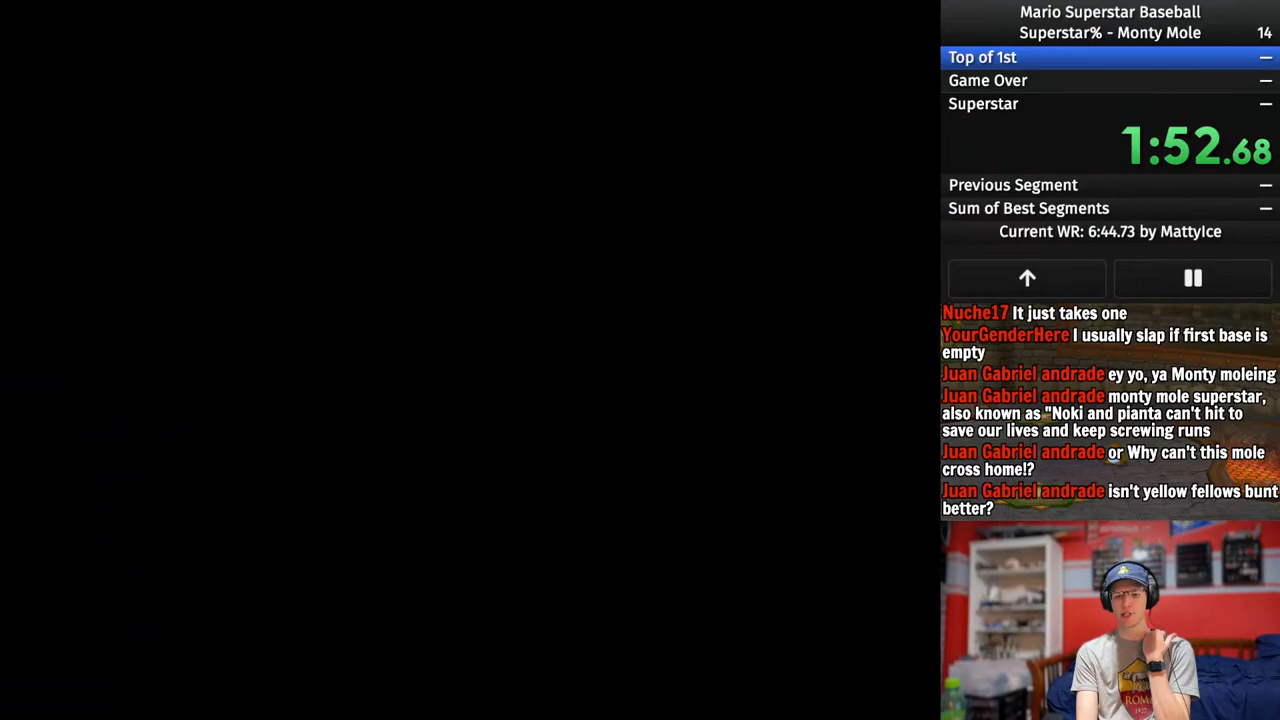 Mario Superstar Baseball
Superstar% - Monty Mole 14
Top of 1st —
Game Over —
Superstar —
1:52.68
Previous Segment —
Sum of Best Segments —
Current WR: 6:44.73 by MattyIce
Nuche17 It just takes one
YourGenderHere I usually slap if first base is
empty
Juan Gabriel andrade ey yo, ya Monty moleing
Juan Gabriel andrade monty mole superstar,
also known as "Noki and pianta can't hit to
save our lives and keep screwing runs
Juan Gabriel andrade or Why can't this mole
cross home!?
Juan Gabriel andrade isn't yellow fellows bunt
better?
ROMA
1927